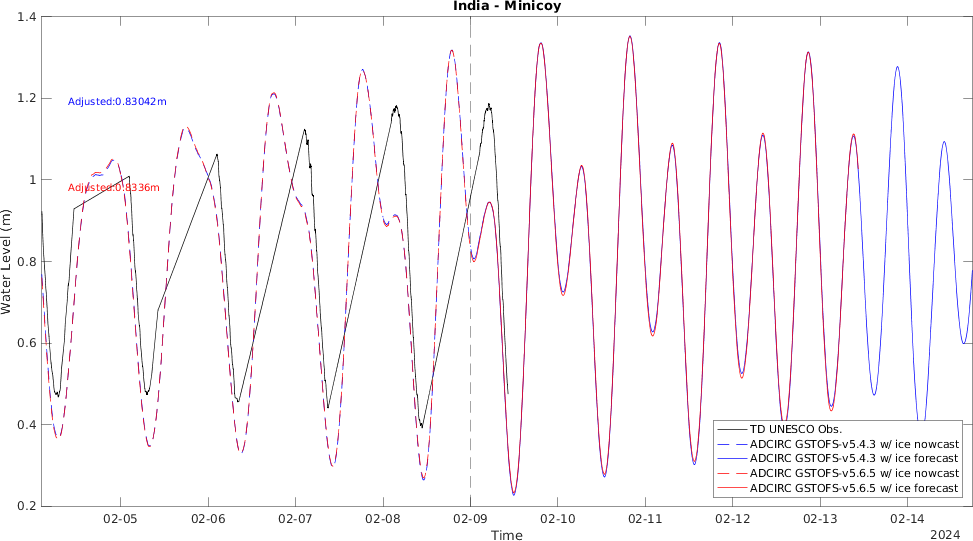 India - Minicoy
1.4
1.2
1
0.8
0.6
0.4
0.2
Water Level (m)
Adjusted:0.83042m
Adjusted:0.8336m
TD UNESCO Obs.
ADCIRC GSTOFS-v5.4.3 w/ ice nowcast
ADCIRC GSTOFS-v5.4.3 w/ ice forecast
ADCIRC GSTOFS-v5.6.5 w/ ice nowcast
ADCIRC GSTOFS-v5.6.5 w/ ice forecast
02-05 02-06 02-07 02-08 02-09 02-10 02-11 02-12 02-13 02-14
Time
2024